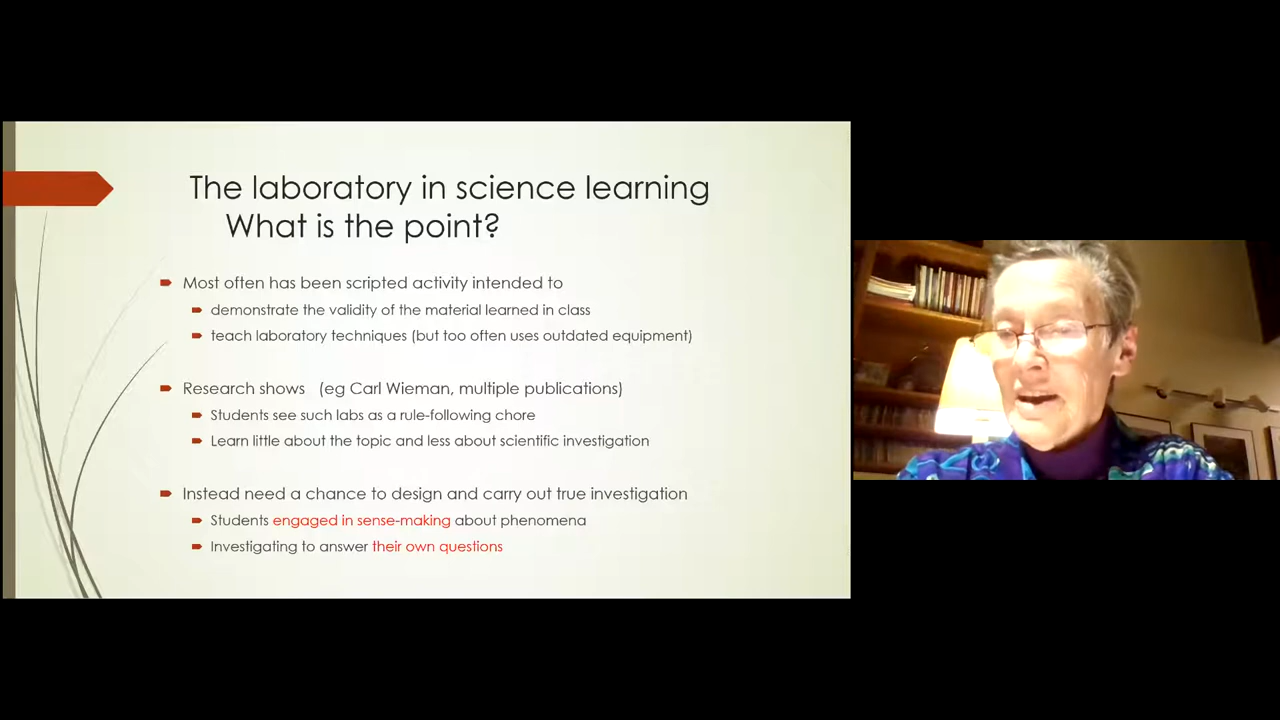 The laboratory in science learning
What is the point?
Most often has been scripted activity intended to
demonstrate the validity of the material learned in class
teach laboratory techniques (but too often uses outdated equipment)
Research shows (eg Carl Wieman, multiple publications)
Students see such labs as a rule-following chore
Learn little about the topic and less about scientific investigation
Instead need a chance to design and carry out true investigation
Students engaged in sense-making about phenomena
Investigating to answer their own questions